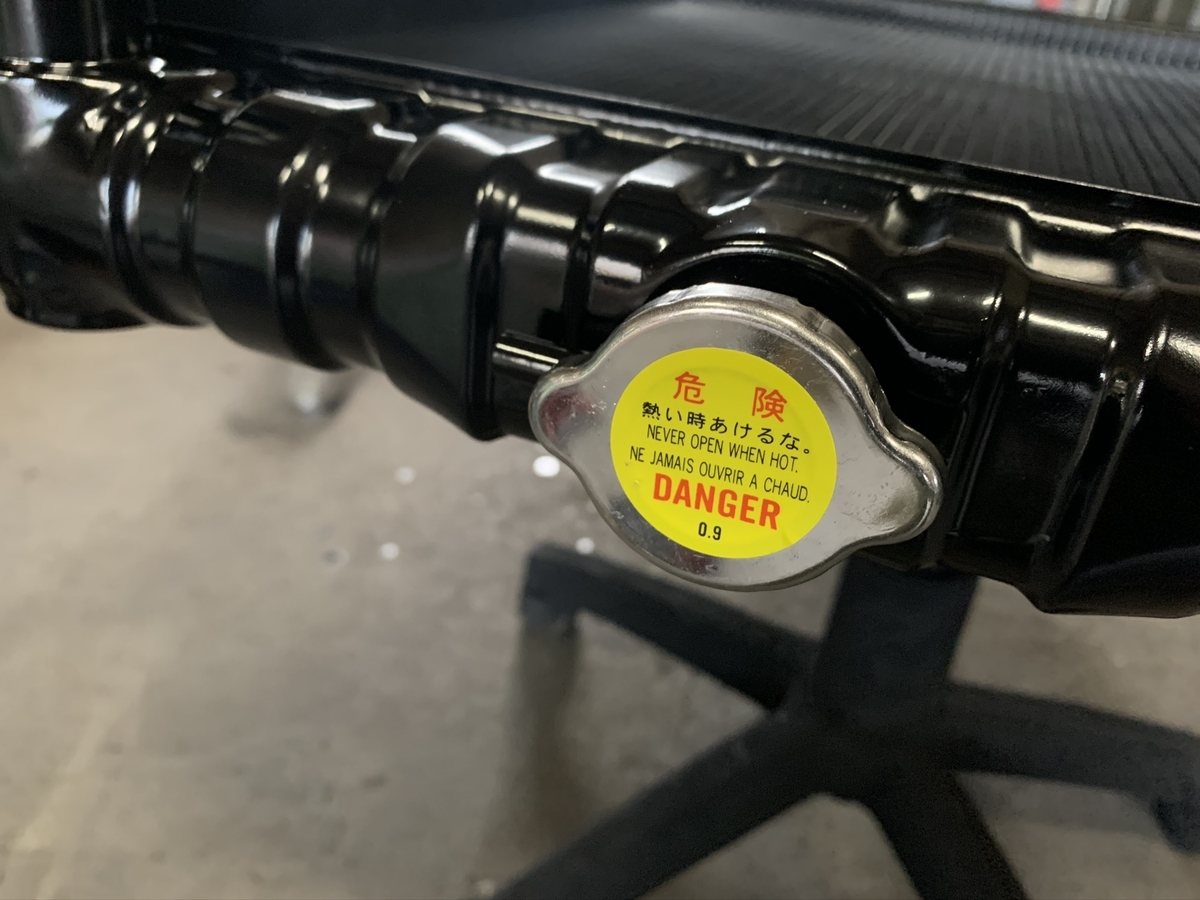 危 険
熱い時あけるな。
NEVER OPEN WHEN HOT.
NE JAMAIS OUVRIR A CHAUD.
DANGER
0.9